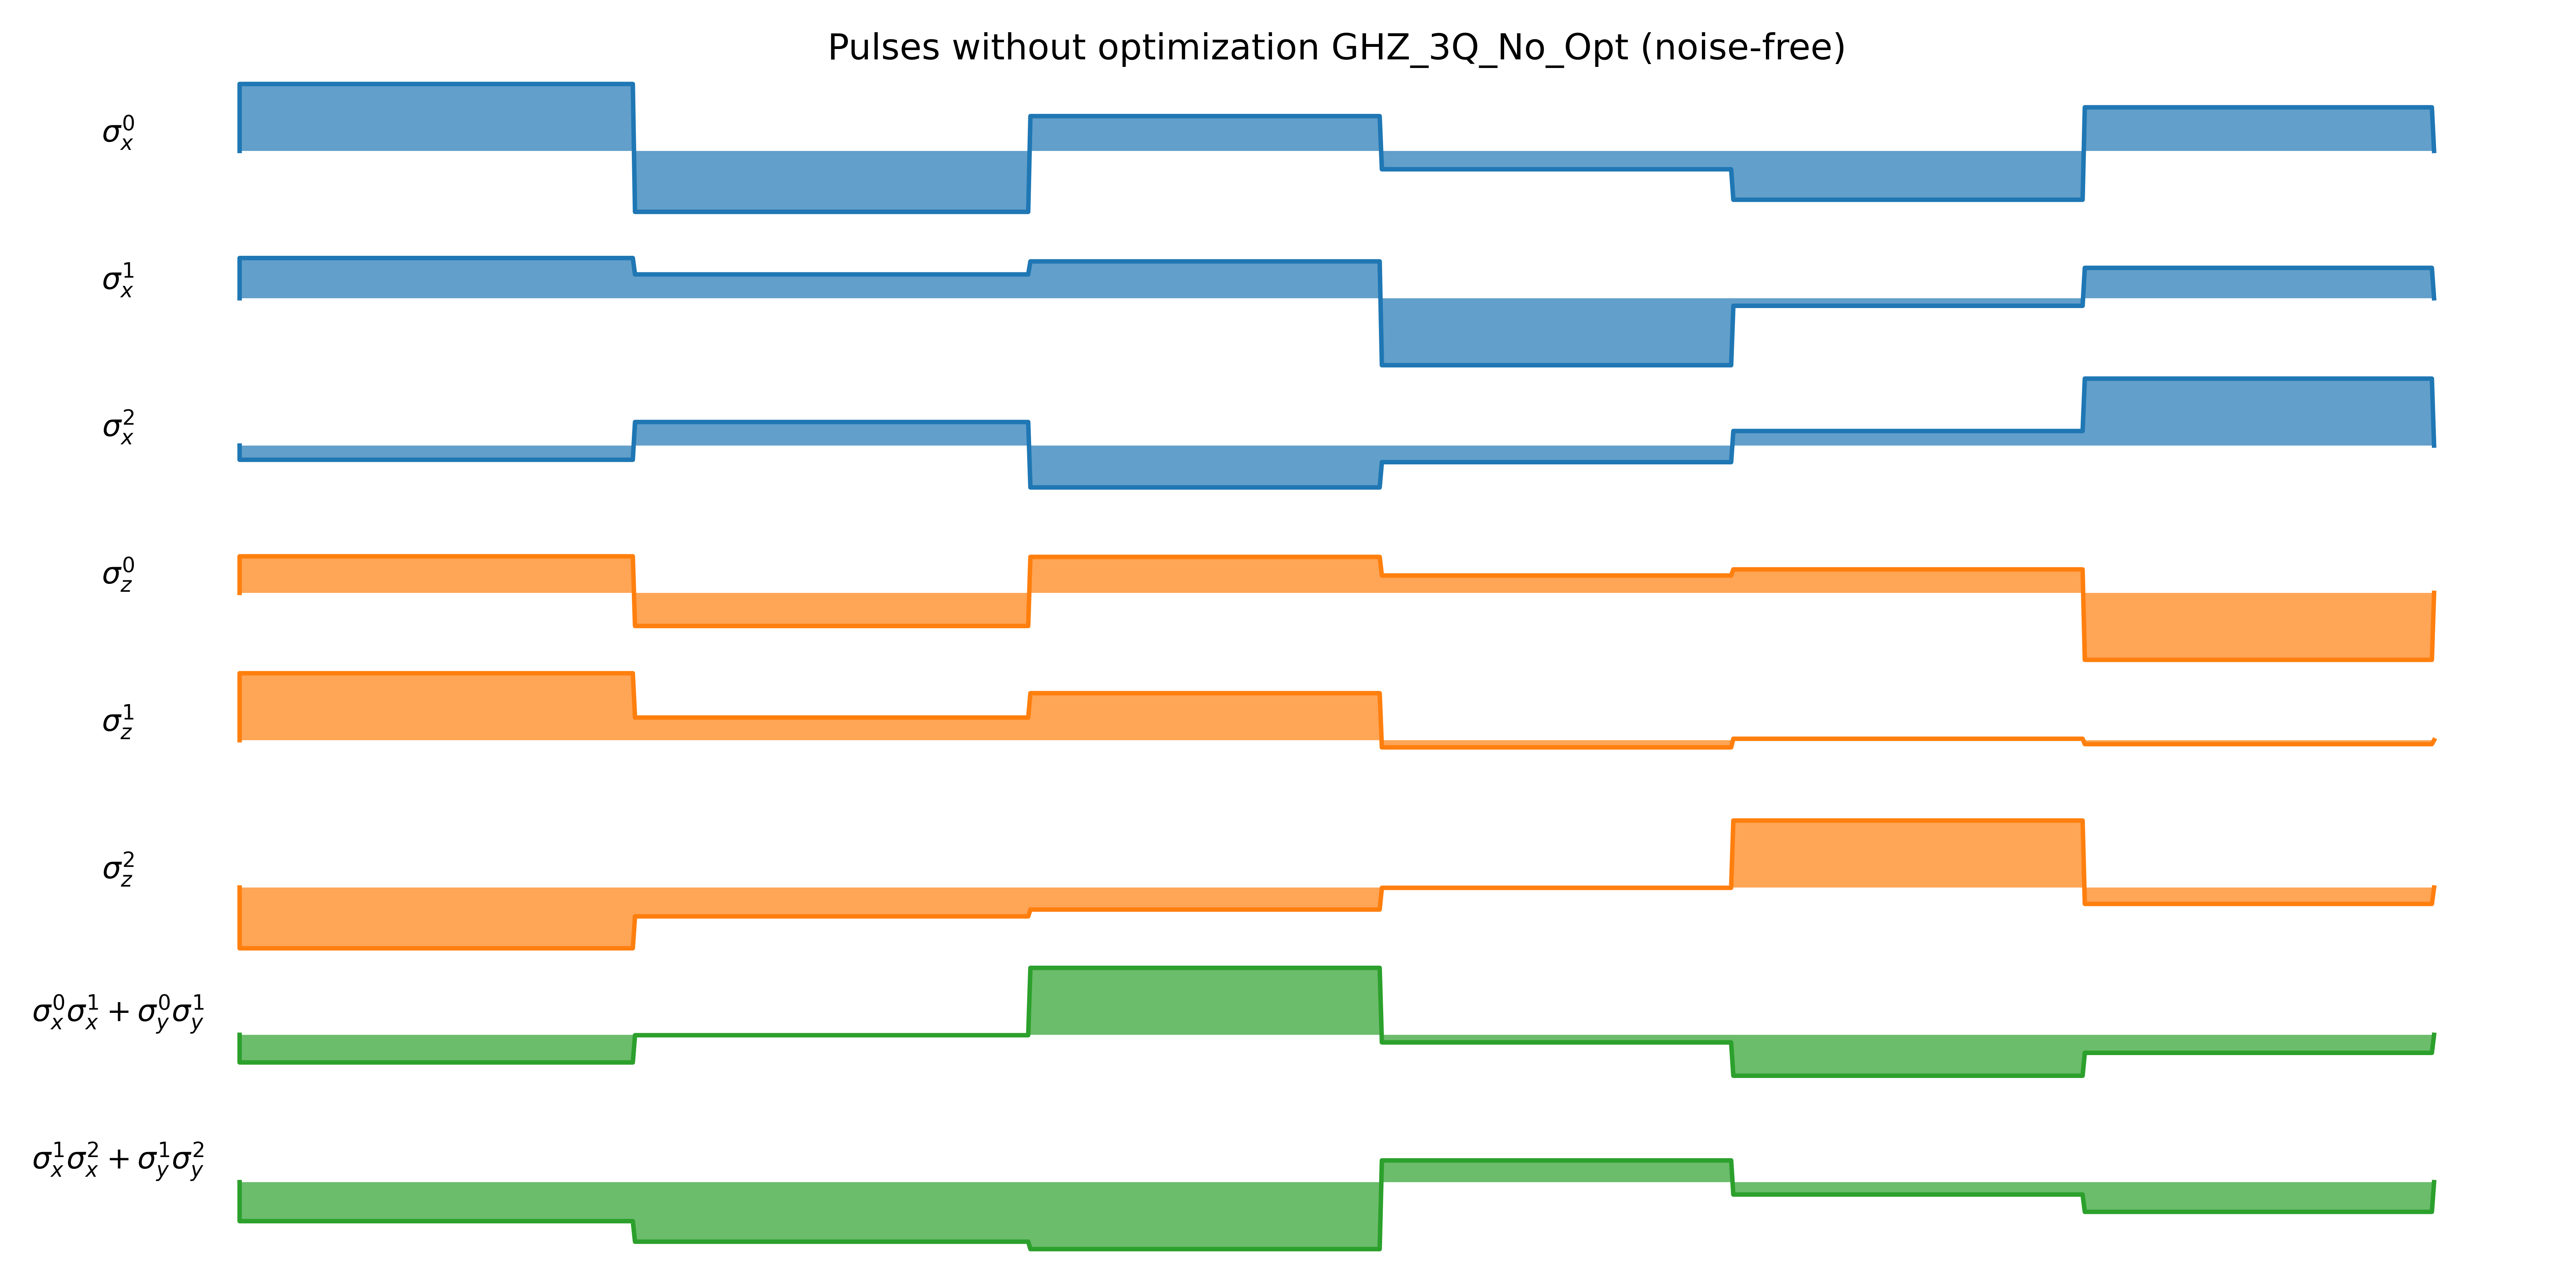 Pulses without optimization GHZ_3Q_No_Opt (noise-free)
σ_x^0
σ_x^1
σ_x^2
σ_z^0
σ_z^1
σ_z^2
σ_x^0σ_x^1 + σ_y^0σ_y^1
σ_x^1σ_x^2 + σ_y^1σ_y^2